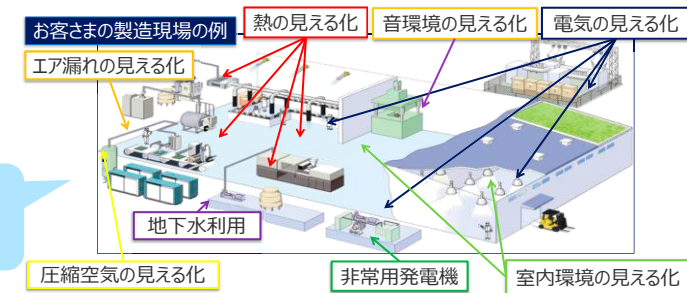 お客さまの製造現場の例
熱の見える化
音環境の見える化
電気の見える化
エア漏れの見える化
地下水利用
圧縮空気の見える化
非常用発電機
室内環境の見える化